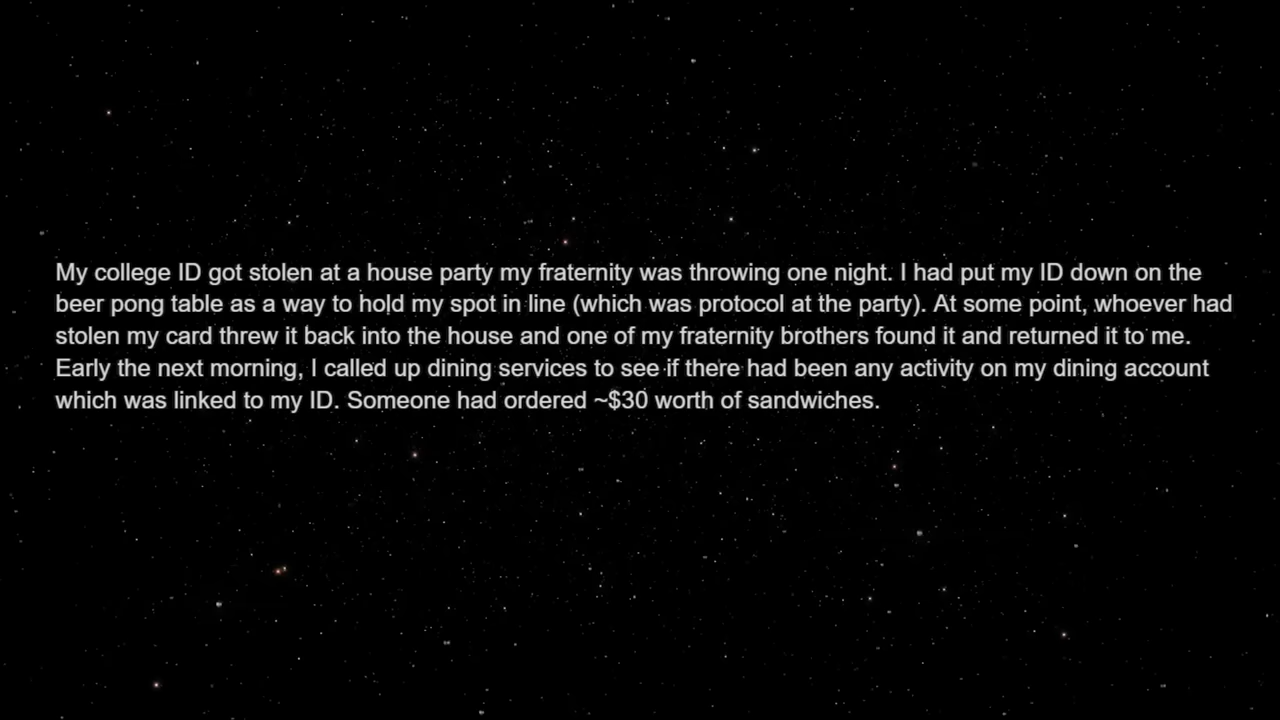 My college ID got stolen at a house party my fraternity was throwing one night. I had put my ID down on the
beer pong table as a way to hold my spot in line (which was protocol at the party). At some point, whoever had
stolen my card threw it back into the house and one of my fraternity brothers found it and returned it to me.
Early the next morning, I called up dining services to see if there had been any activity on my dining account
which was linked to my ID. Someone had ordered ~$30 worth of sandwiches.